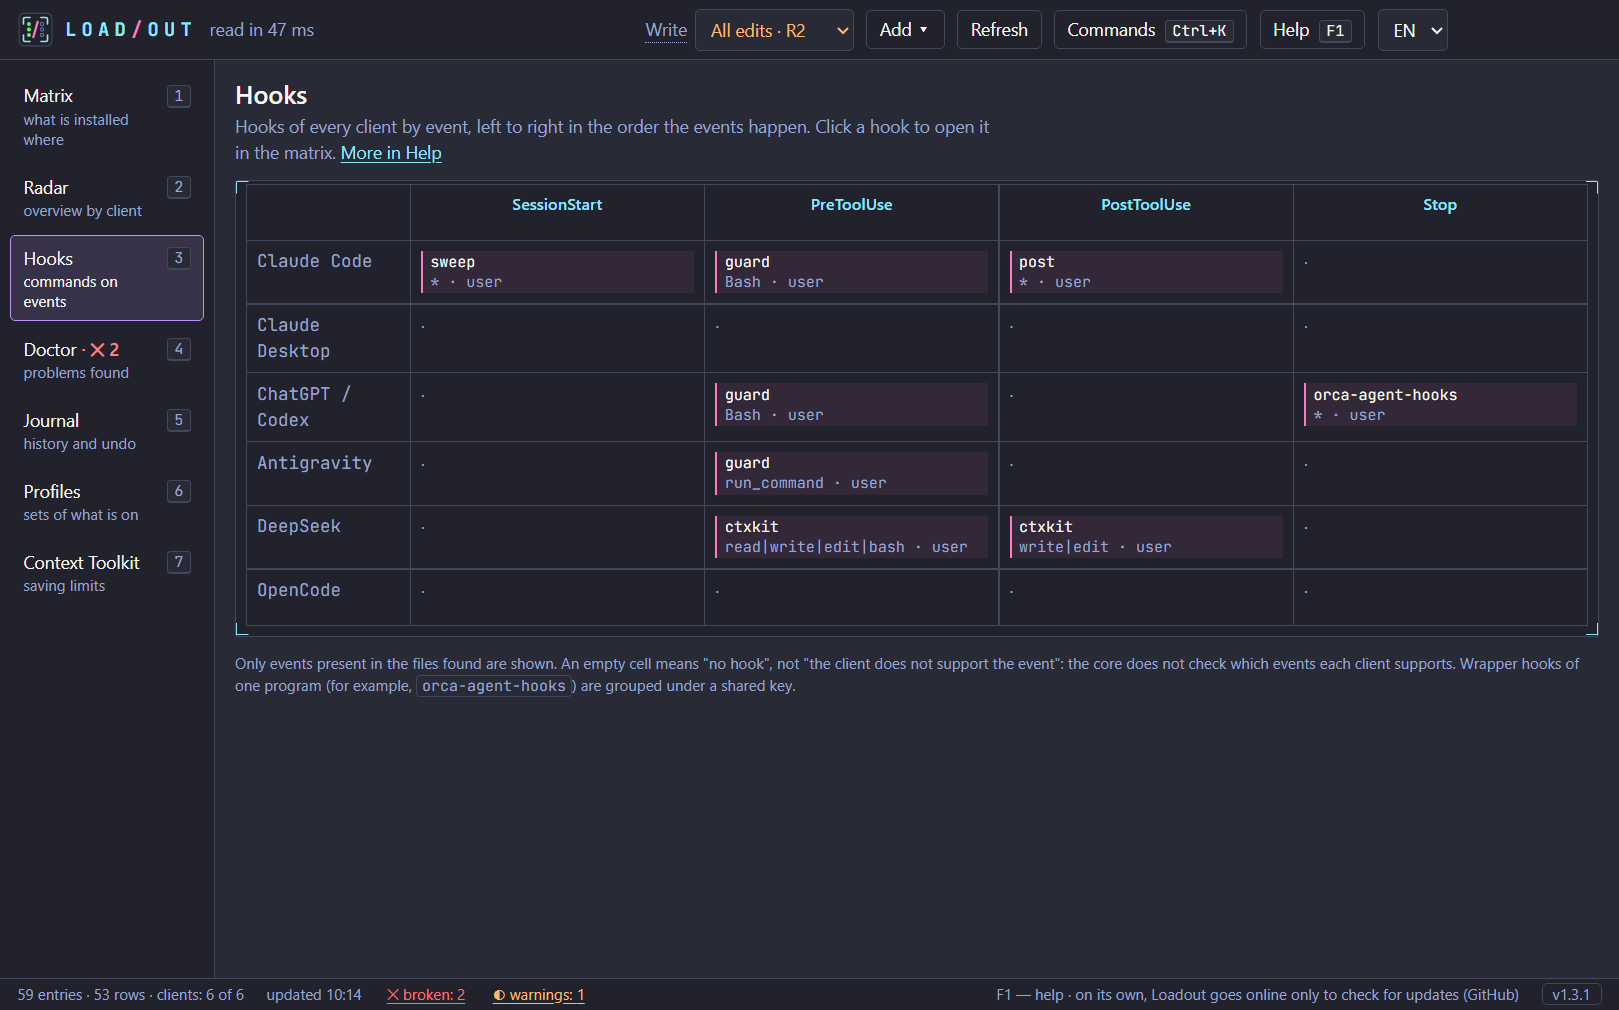 LOAD/OUT
read in 47 ms
Write
All edits · R2
Add
Refresh
Commands Ctrl+K
Help F1
EN
Matrix 1
what is installed
where
Radar 2
overview by client
Hooks 3
commands on
events
Doctor · ✕ 2 4
problems found
Journal 5
history and undo
Profiles 6
sets of what is on
Context Toolkit 7
saving limits
Hooks
Hooks of every client by event, left to right in the order the events happen. Click a hook to open it
in the matrix. More in Help
SessionStart PreToolUse PostToolUse Stop
Claude Code
sweep
* · user
guard
Bash · user
post
* · user
·
Claude
Desktop
· · · ·
ChatGPT /
Codex
·
guard
Bash · user
·
orca-agent-hooks
* · user
Antigravity
·
guard
run_command · user
· ·
DeepSeek
·
ctxkit
read|write|edit|bash · user
ctxkit
write|edit · user
·
OpenCode
· · · ·
Only events present in the files found are shown. An empty cell means "no hook", not "the client does not support the event": the core does not check which events each client supports. Wrapper hooks of
one program (for example, orca-agent-hooks) are grouped under a shared key.
59 entries · 53 rows · clients: 6 of 6
updated 10:14
✕ broken: 2
◐ warnings: 1
F1 — help · on its own, Loadout goes online only to check for updates (GitHub)
v1.3.1